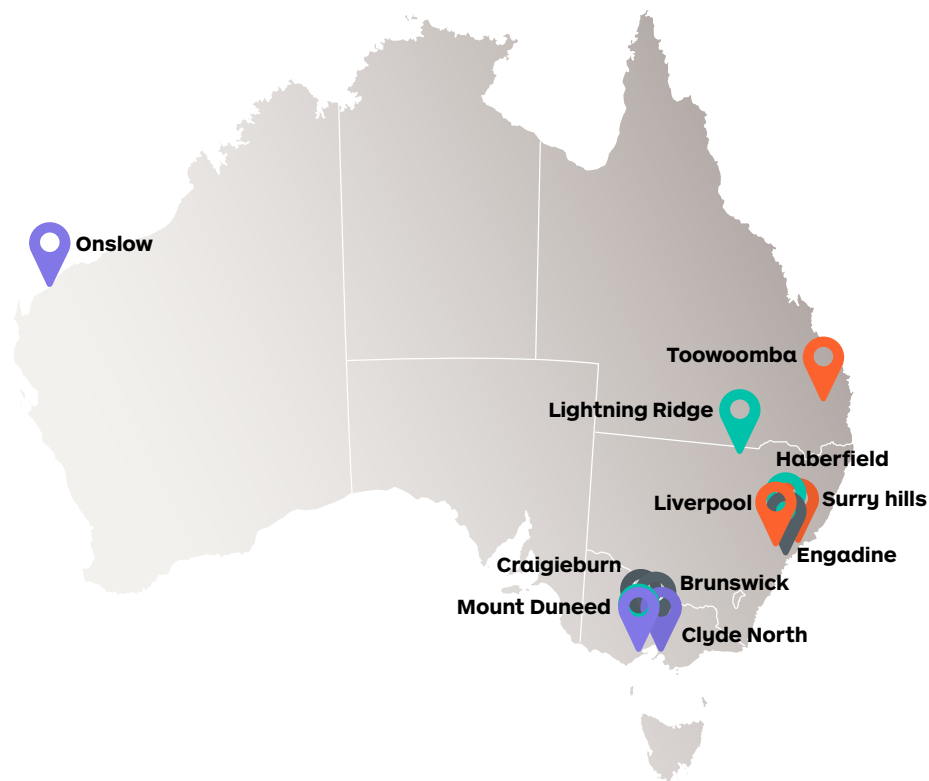 Onslow
Toowoomba
Lightning Ridge
Haberfield
Liverpool
Surry hills
Engadine
Craigieburn
Brunswick
Mount Duneed
Clyde North